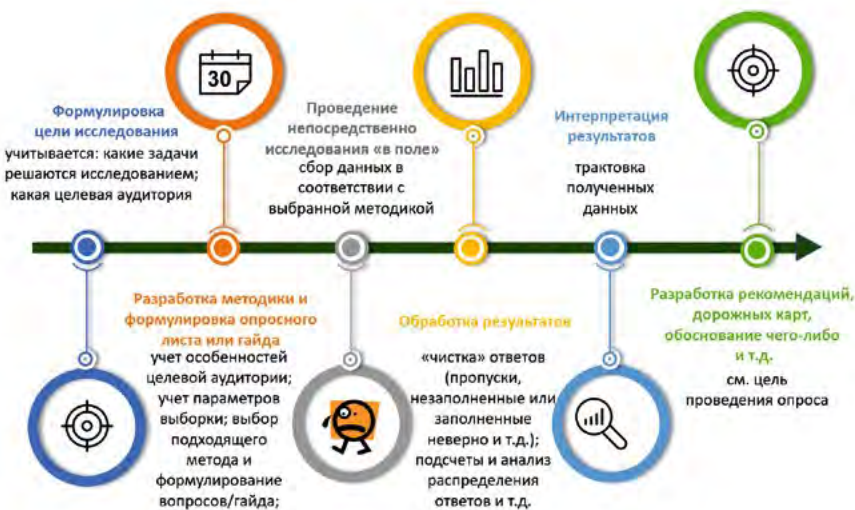 Формулировка
цели исследования
учитывается: какие задачи
решаются исследованием;
какая целевая аудитория
30
Разработка методики и
формулировка опросного
листа или гайда
учет особенностей
целевой аудитории;
учет параметров
выборки; выбор
подходящего
метода и
формулирование
вопросов/гайда;
Проведение
непосредственно
исследования «в поле»
сбор данных в
соответствии с
выбранной методикой
Обработка результатов
«чистка» ответов
(пропуски,
незаполненные или
заполненные
неверно и т.д.);
подсчеты и анализ
распределения
ответов и т.д.
Интерпретация
результатов
трактовка
полученных
данных
Разработка рекомендаций,
дорожных карт,
обоснование чего-либо
и т.д.
см. цель
проведения опроса